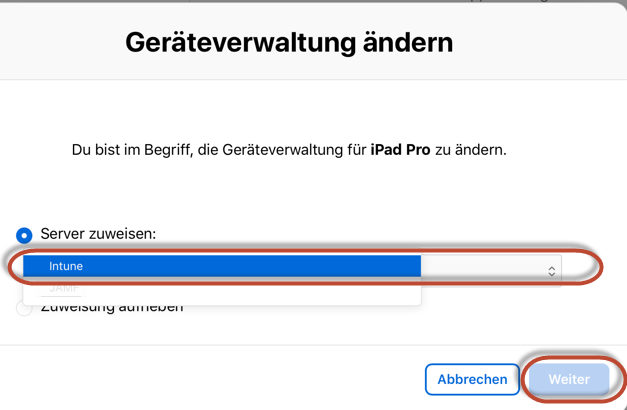 Geräteverwaltung ändern
Du bist im Begriff, die Geräteverwaltung für iPad Pro zu ändern.
Server zuweisen:
Intune
JAMF
Zuweisung aufheben
Abbrechen
Weiter